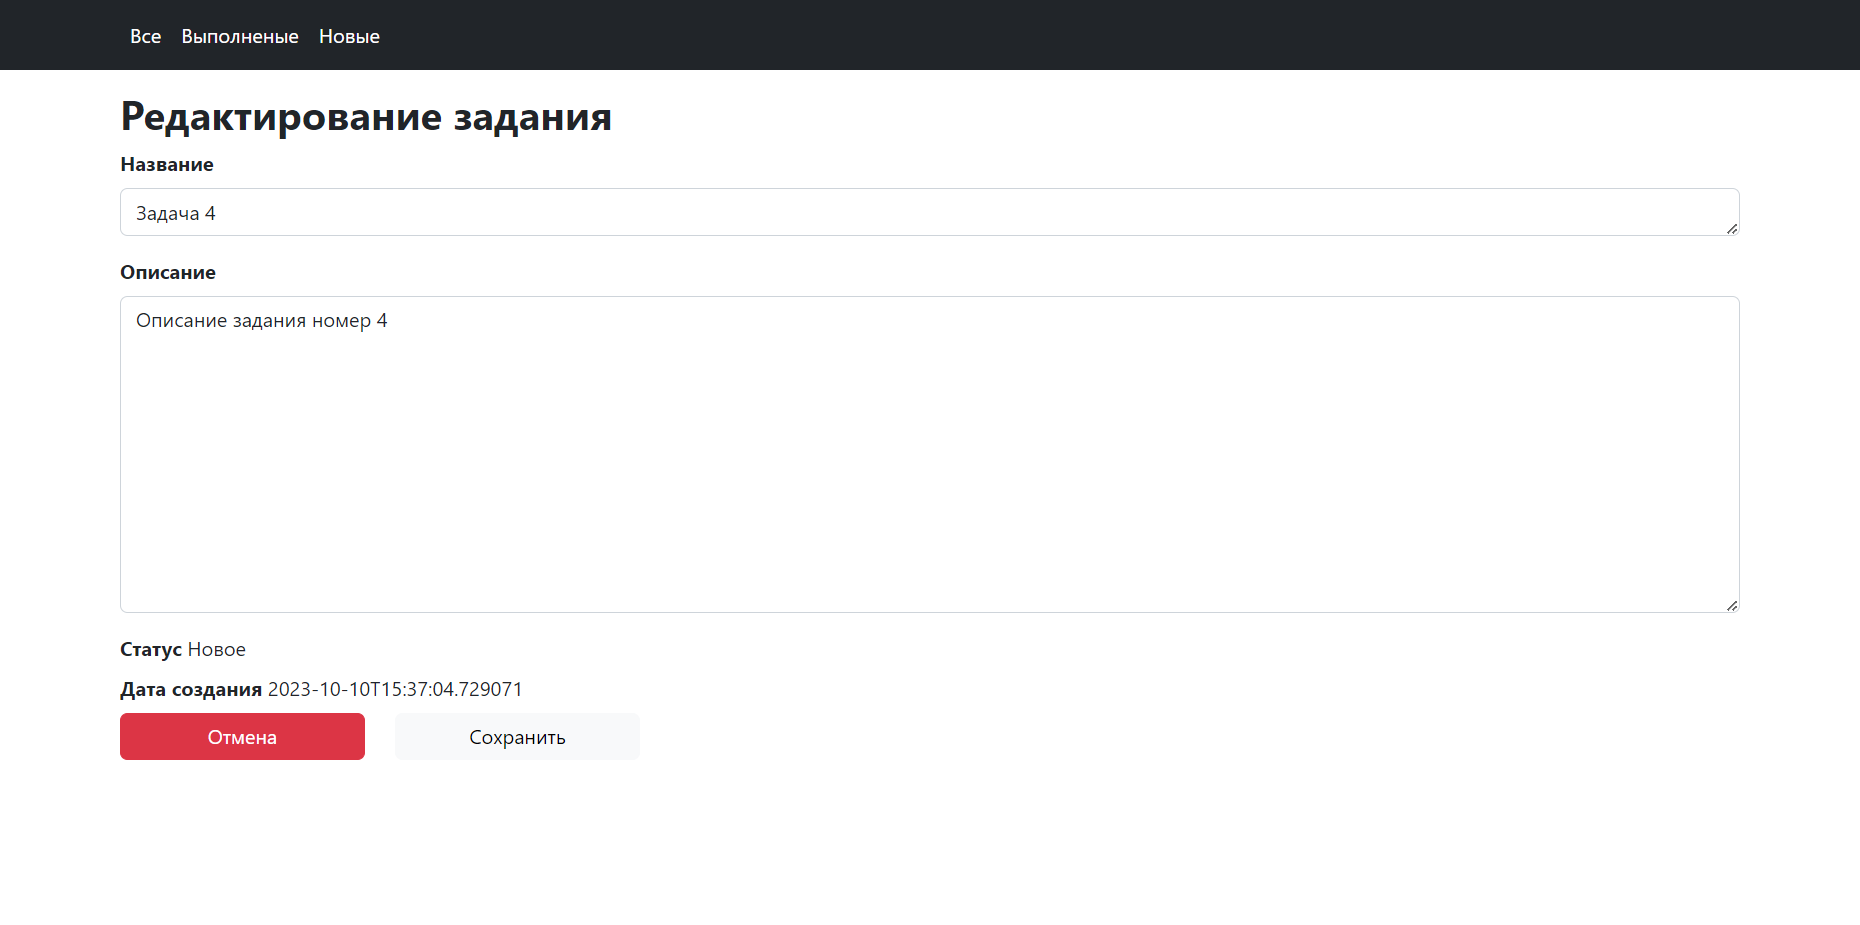 Все Выполненые Новые
Редактирование задания
Название
Задача 4
Описание
Описание задания номер 4
Статус Новое
Дата создания 2023-10-10T15:37:04.729071
Отмена Сохранить